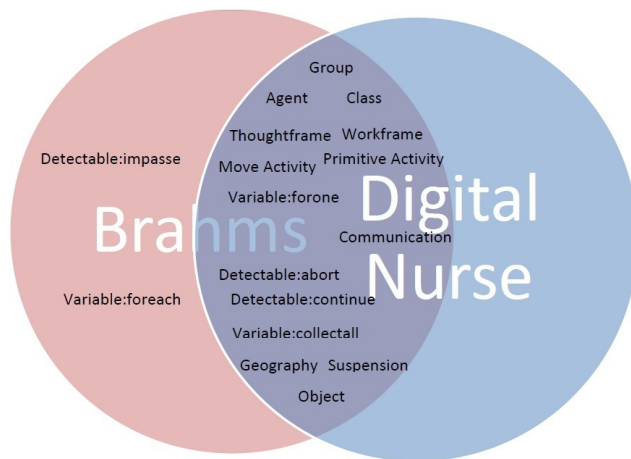 Group
Agent Class
Thoughtframe Workframe
Detectable:impasse
Move Activity Primitive Activity
Variable:forone
Digital
Brahms
Communication
Detectable:abort
Nurse
Variable:foreach
Detectable:continue
Variable:collectall
Geography Suspension
Object